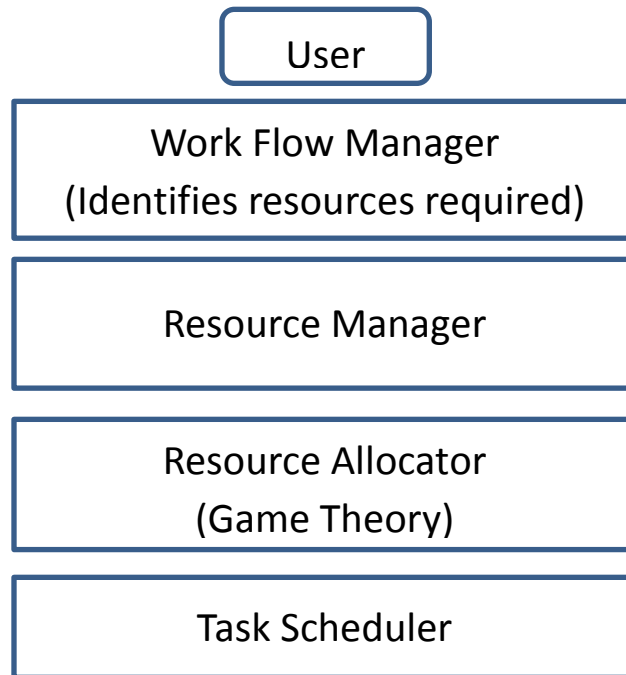 User
Work Flow Manager
(Identifies resources required)
Resource Manager
Resource Allocator
(Game Theory)
Task Scheduler